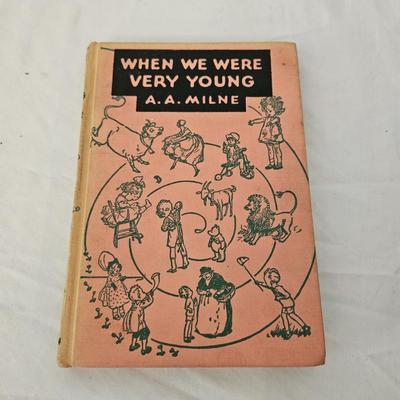 WHEN WE WERE
VERY YOUNG
A. A. MILNE